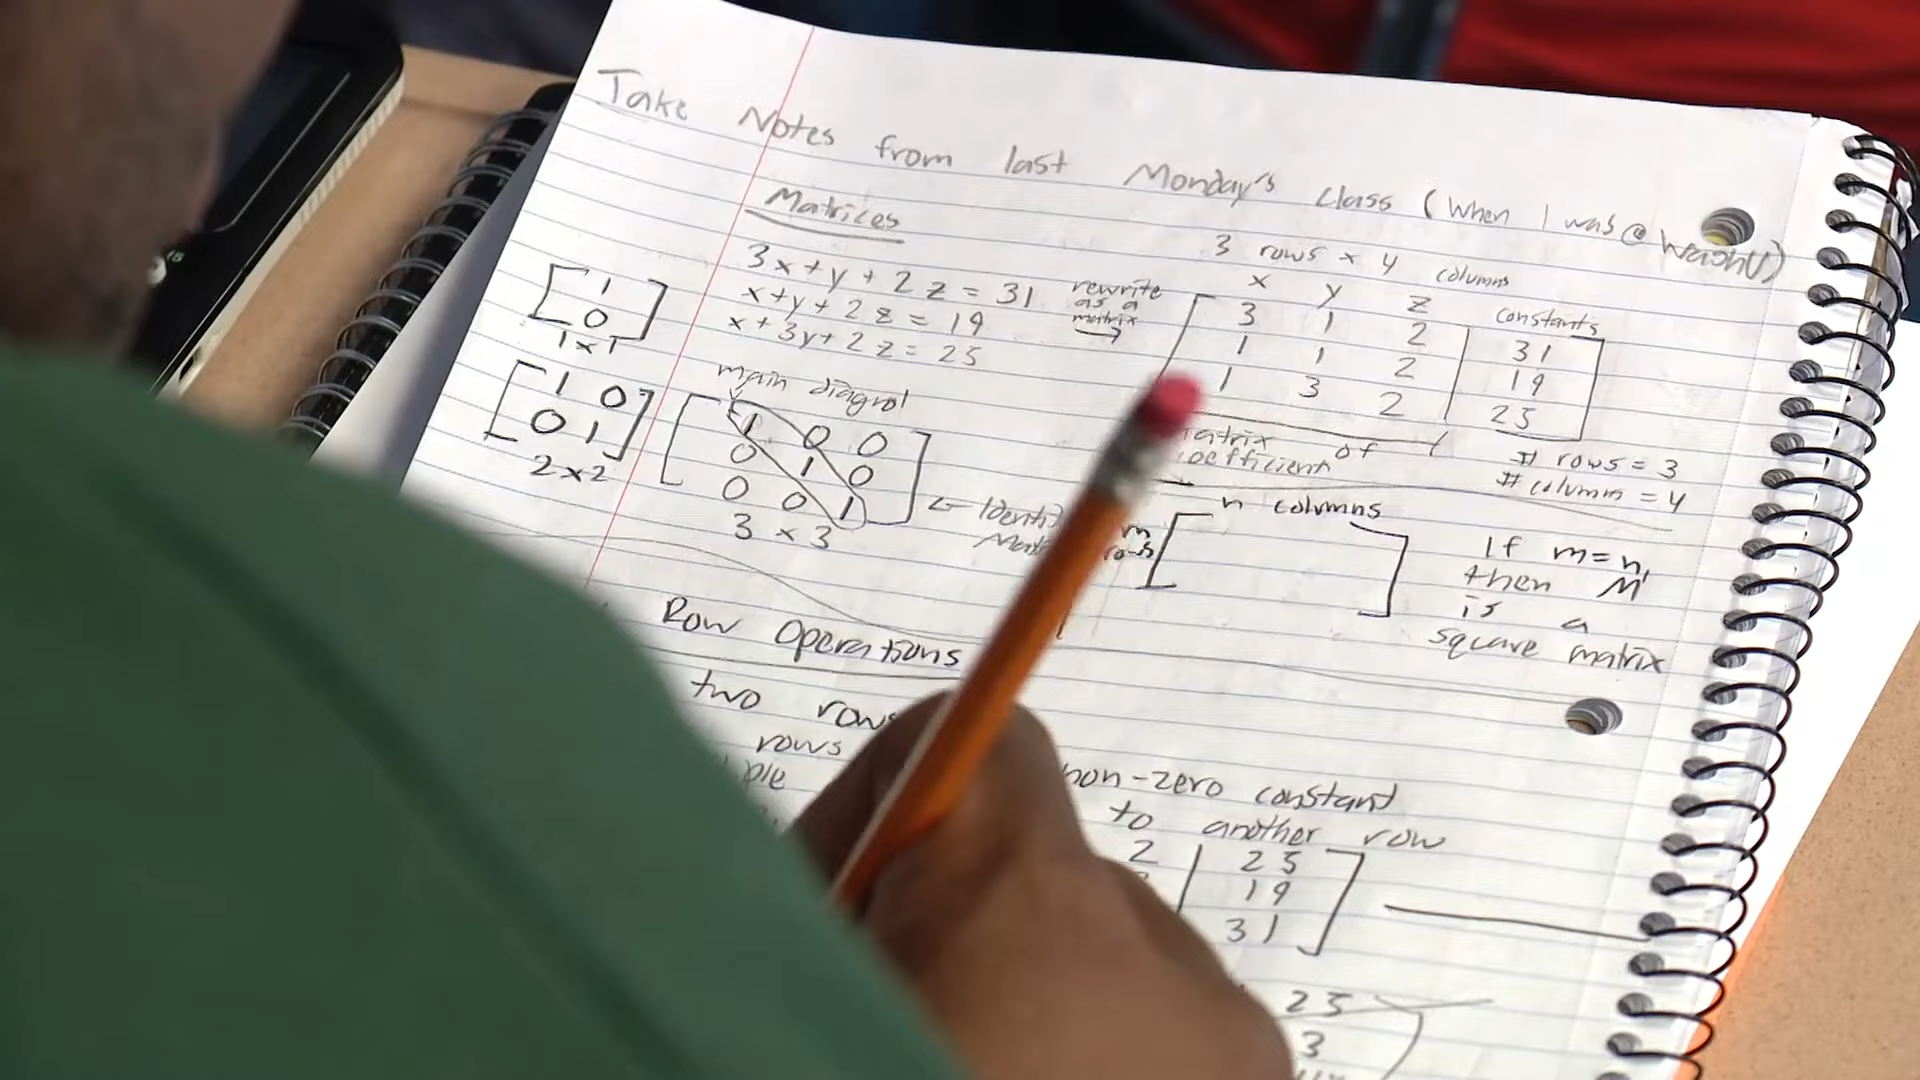 Take Notes from last Monday's class (when I was @ WashU)
Matrices
3x+y+2z=31
x+y+2z=19
x+3y+2z=25
rewrite
as a
matrix
→
3 rows x 4 columns
x y z constants
3 1 2 31
1 1 2 19
1 3 2 25
of
# rows = 3
# columns = 4
1
0
1x1
1 0
0 1
2x2
main diagnol
1 0 0
0 1 0
0 0 1
3x3
←
n columns
m
rows
If m=n,
then M
is a
square matrix
Row Operations
two rows
rows
non-zero constant
to another row
2 25
19
31
25
3